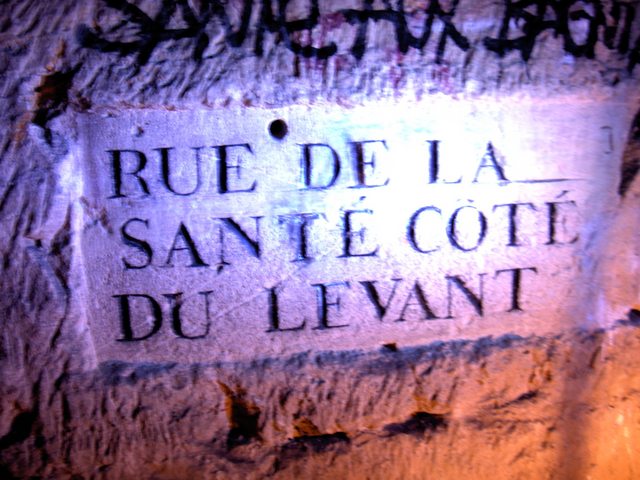 RUE DE LA
SANTÉ CÔTÉ
DU LEVANT